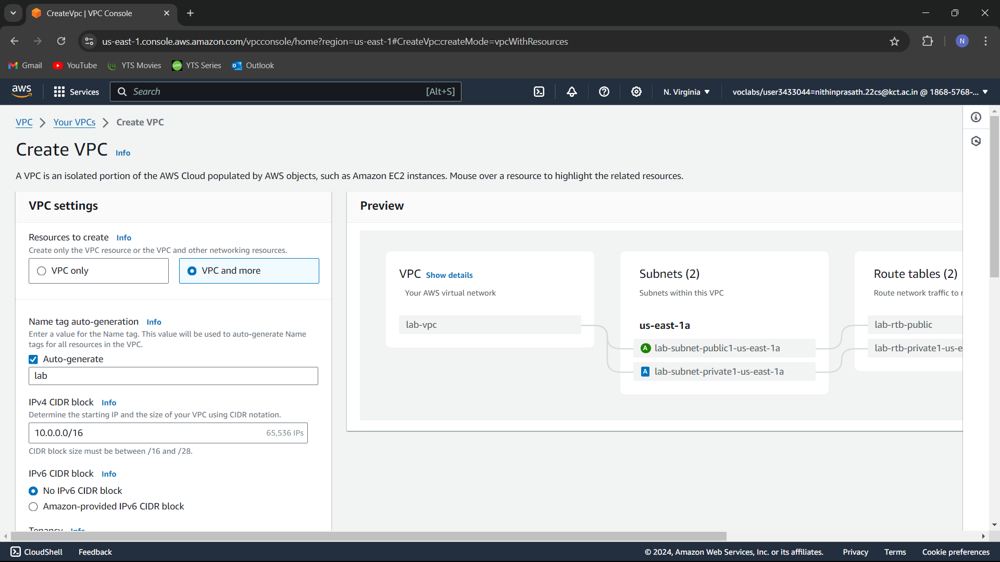 CreateVpc | VPC Console
us-east-1.console.aws.amazon.com/vpcconsole/home?region=us-east-1#CreateVpc:createMode=vpcWithResources
N
Gmail
YouTube
YTS Movies
YTS Series
Outlook
aws
Services
Search
[Alt+S]
N. Virginia
voclabs/user3433044=nithinprasath.22cs@kct.ac.in @ 1868-5768-...
VPC
Your VPCs
Create VPC
Create VPC Info
A VPC is an isolated portion of the AWS Cloud populated by AWS objects, such as Amazon EC2 instances. Mouse over a resource to highlight the related resources.
VPC settings
Resources to create Info
Create only the VPC resource or the VPC and other networking resources.
VPC only
VPC and more
Name tag auto-generation Info
Enter a value for the Name tag. This value will be used to auto-generate Name
tags for all resources in the VPC.
Auto-generate
lab
IPv4 CIDR block Info
Determine the starting IP and the size of your VPC using CIDR notation.
10.0.0.0/16
65,536 IPs
CIDR block size must be between /16 and /28.
IPv6 CIDR block Info
No IPv6 CIDR block
Amazon-provided IPv6 CIDR block
Tenancy Info
Preview
VPC Show details
Your AWS virtual network
lab-vpc
Subnets (2)
Subnets within this VPC
us-east-1a
A lab-subnet-public1-us-east-1a
A lab-subnet-private1-us-east-1a
Route tables (2)
Route network traffic to
lab-rtb-public
lab-rtb-private1-us-e
CloudShell
Feedback
© 2024, Amazon Web Services, Inc. or its affiliates.
Privacy
Terms
Cookie preferences